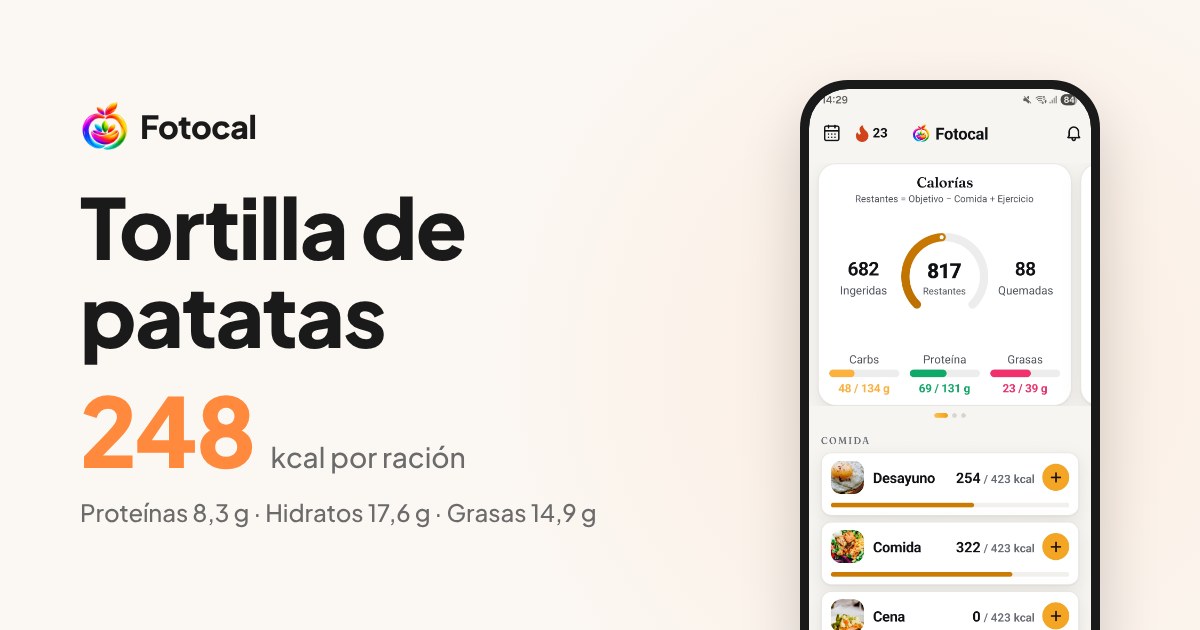 Fotocal
Tortilla de
patatas
248 kcal por ración
Proteínas 8,3 g · Hidratos 17,6 g · Grasas 14,9 g
14:29
84
23
Fotocal
Calorías
Restantes = Objetivo − Comida + Ejercicio
682
Ingeridas
817
Restantes
88
Quemadas
Carbs
Proteína
Grasas
48 / 134 g
69 / 131 g
23 / 39 g
COMIDA
Desayuno 254 / 423 kcal +
Comida 322 / 423 kcal +
Cena 0 / 423 kcal +